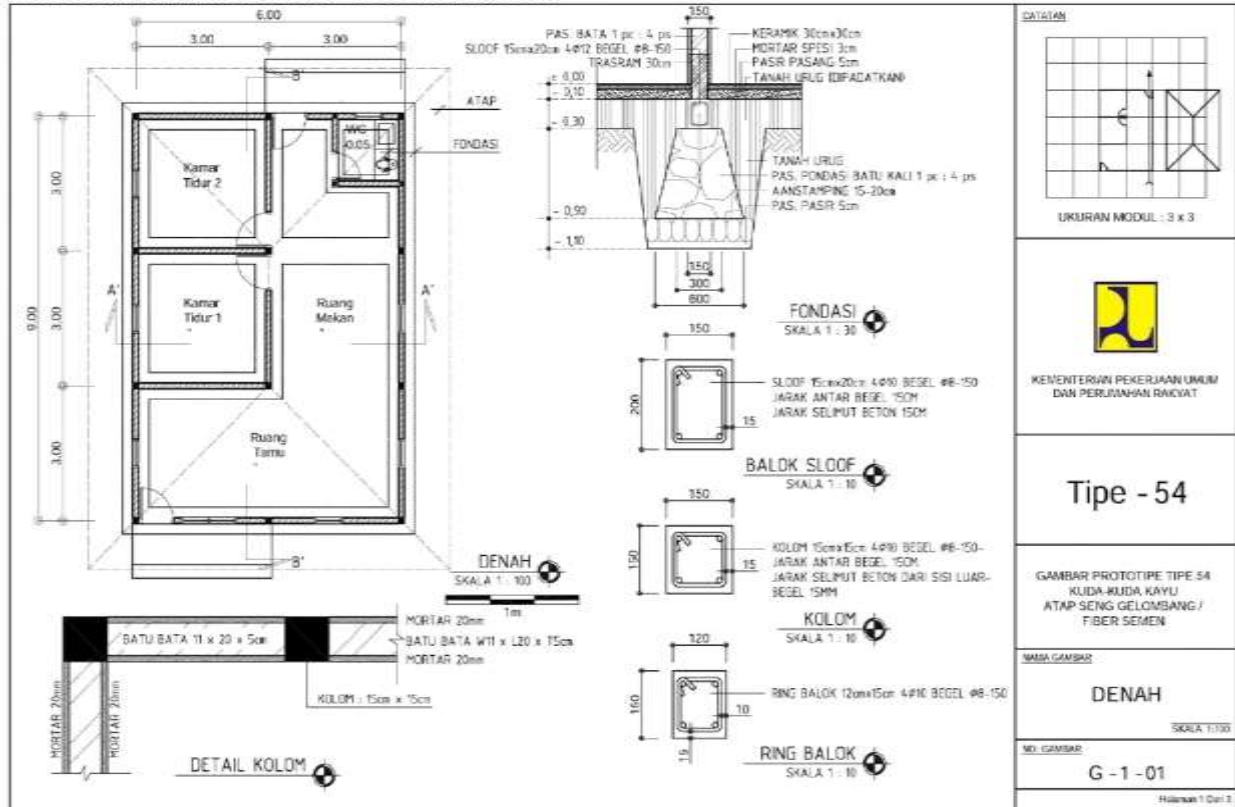 6.00
3.00
3.00
B'
ATAP
FONDASI
WC
-0.05
Kamar
Tidur 2
Kamar
Tidur 1
Ruang
Makan
Ruang
Tamu
A'
A'
9.00
3.00
3.00
3.00
B'
DENAH
SKALA 1 : 100
1m
150
PAS. BATA 1 pc : 4 ps
SLOOF 15cmx20cm 4Ø12 BEGEL Ø8-150
TRASRAM 30cm
± 0,00
- 0,10
- 0,30
- 0,90
- 1,10
KERAMIK 30cmx30cm
MORTAR SPESI 3cm
PASIR PASANG 5cm
TANAH URUG (DIPADATKAN)
TANAH URUG
PAS. PONDASI BATU KALI 1 pc : 4 ps
AANSTAMPING 15-20cm
PAS. PASIR 5cm
150
300
600
FONDASI
SKALA 1 : 30
150
200
15
SLOOF 15cmx20cm 4Ø10 BEGEL Ø8-150
JARAK ANTAR BEGEL 15CM
JARAK SELIMUT BETON 15CM
BALOK SLOOF
SKALA 1 : 10
150
150
15
KOLOM 15cmx15cm 4Ø10 BEGEL Ø8-150-
JARAK ANTAR BEGEL 15CM
JARAK SELIMUT BETON DARI SISI LUAR-
BEGEL 15MM
KOLOM
SKALA 1 : 10
120
160
10
15
RING BALOK 12cmx15cm 4Ø10 BEGEL Ø8-150
RING BALOK
SKALA 1 : 10
MORTAR 20mm
BATU BATA 11 x 20 x 5cm
BATU BATA W11 x L20 x T5cm
MORTAR 20mm
KOLOM : 15cm x 15cm
MORTAR 20mm
MORTAR 20mm
DETAIL KOLOM
CATATAN
UKURAN MODUL : 3 x 3
KEMENTERIAN PEKERJAAN UMUM
DAN PERUMAHAN RAKYAT
Tipe - 54
GAMBAR PROTOTIPE TIPE 54
KUDA-KUDA KAYU
ATAP SENG GELOMBANG /
FIBER SEMEN
NAMA GAMBAR
DENAH
SKALA 1:100
NO. GAMBAR
G - 1 - 01
Halaman 1 Dari 3